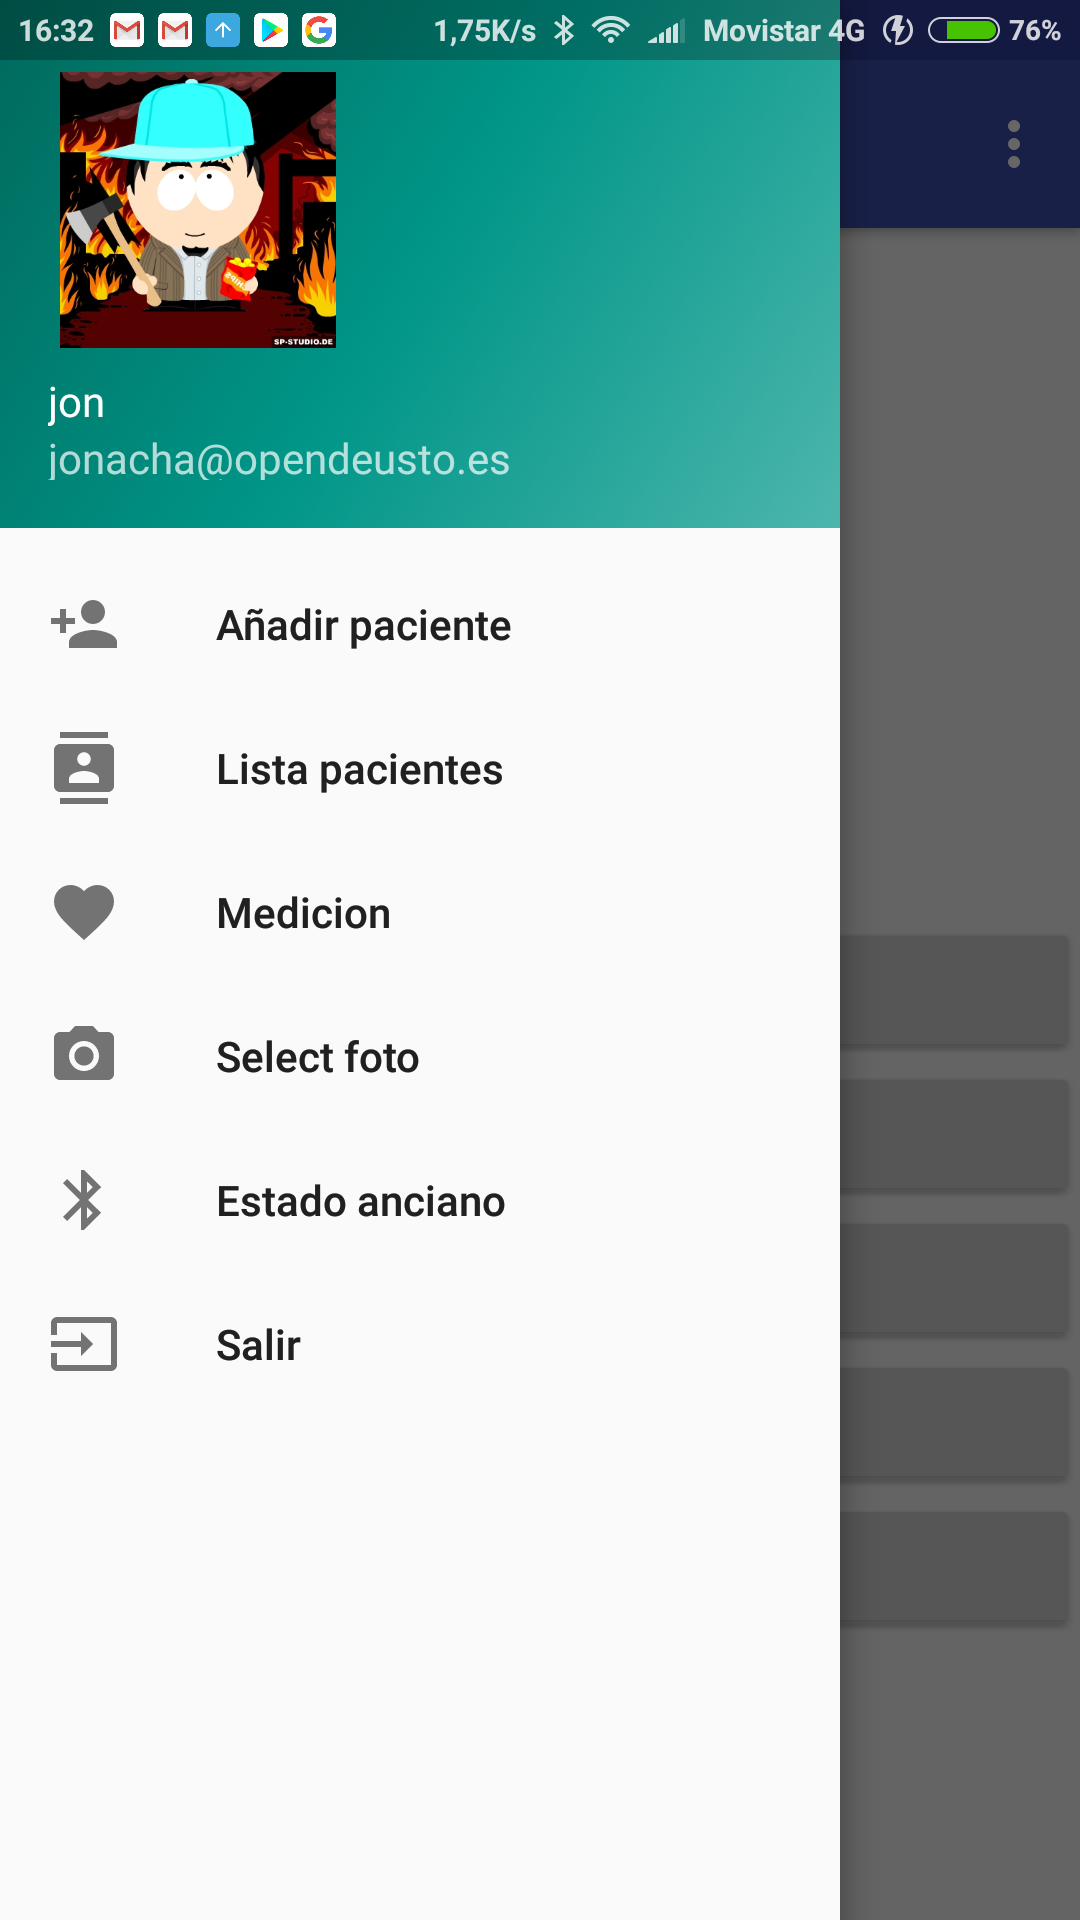 16:32 1,75K/s Movistar 4G 76%
SP-STUDIO.DE
jon
jonacha@opendeusto.es
Añadir paciente
Lista pacientes
Medicion
Select foto
Estado anciano
Salir